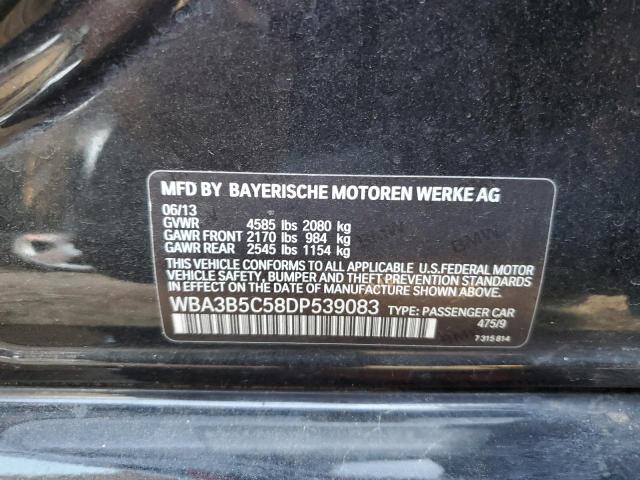 MFD BY BAYERISCHE MOTOREN WERKE AG
06/13
GVWR 4585 lbs 2080 kg
GAWR FRONT 2170 lbs 984 kg
GAWR REAR 2545 lbs 1154 kg
THIS VEHICLE CONFORMS TO ALL APPLICABLE U.S.FEDERAL MOTOR
VEHICLE SAFETY, BUMPER AND THEFT PREVENTION STANDARDS
IN EFFECT ON THE DATE OF MANUFACTURE SHOWN ABOVE.
WBA3B5C58DP539083 TYPE: PASSENGER CAR
475/9
7 315 814